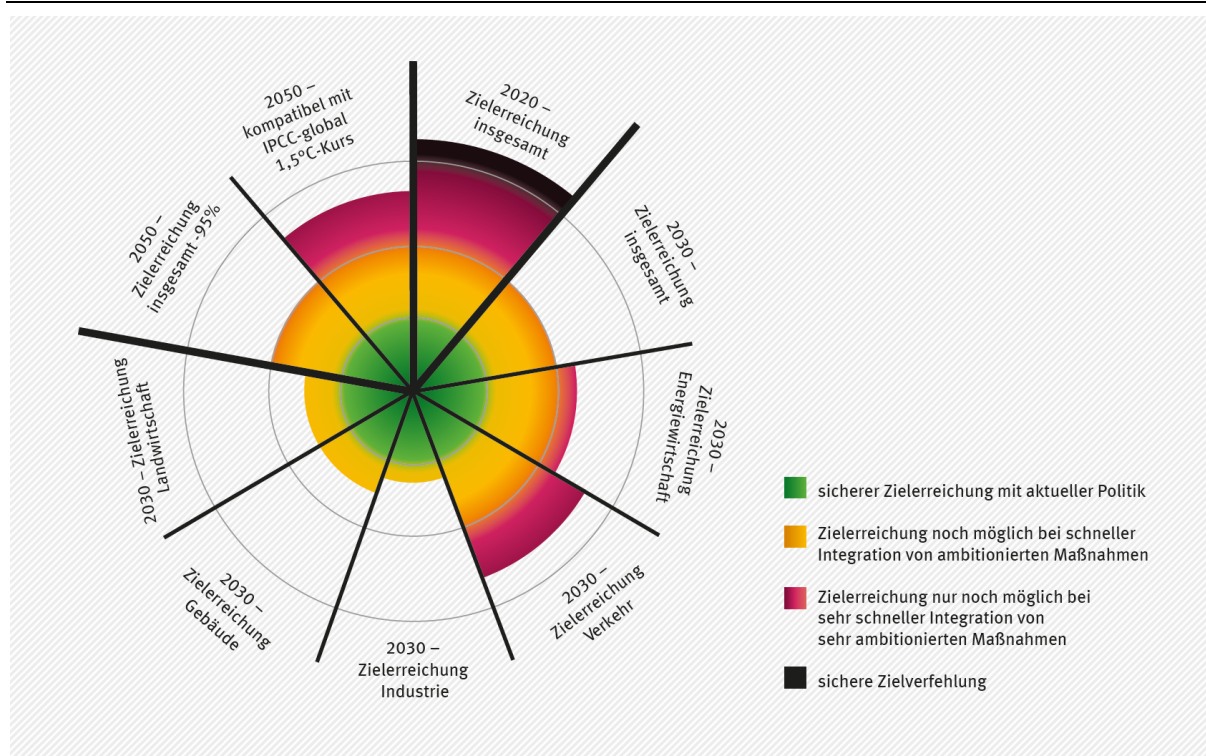 2050 –
kompatibel mit
IPCC-global
1,5°C-Kurs
2020 –
Zielerreichung
insgesamt
2030 –
Zielerreichung
insgesamt
2030 –
Zielerreichung
Energiewirtschaft
2030 –
Zielerreichung
Verkehr
2030 –
Zielerreichung
Industrie
2030 –
Zielerreichung
Gebäude
2030 – Zielerreichung
Landwirtschaft
2050 –
Zielerreichung
insgesamt -95%
sicherer Zielerreichung mit aktueller Politik
Zielerreichung noch möglich bei schneller
Integration von ambitionierten Maßnahmen
Zielerreichung nur noch möglich bei
sehr schneller Integration von
sehr ambitionierten Maßnahmen
sichere Zielverfehlung